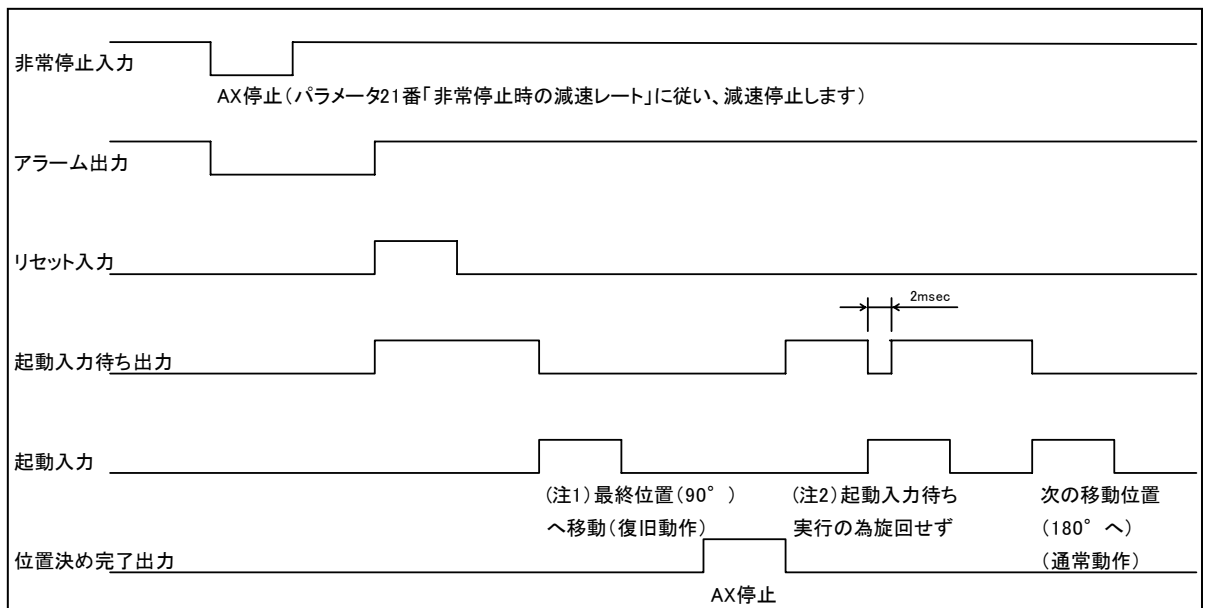 非常停止入力
AX停止（パラメータ21番「非常停止時の減速レート」に従い、減速停止します）
アラーム出力
リセット入力
2msec
起動入力待ち出力
起動入力
(注1)最終位置(90°)
へ移動(復旧動作)
(注2)起動入力待ち
実行の為旋回せず
次の移動位置
(180°へ)
(通常動作)
位置決め完了出力
AX停止